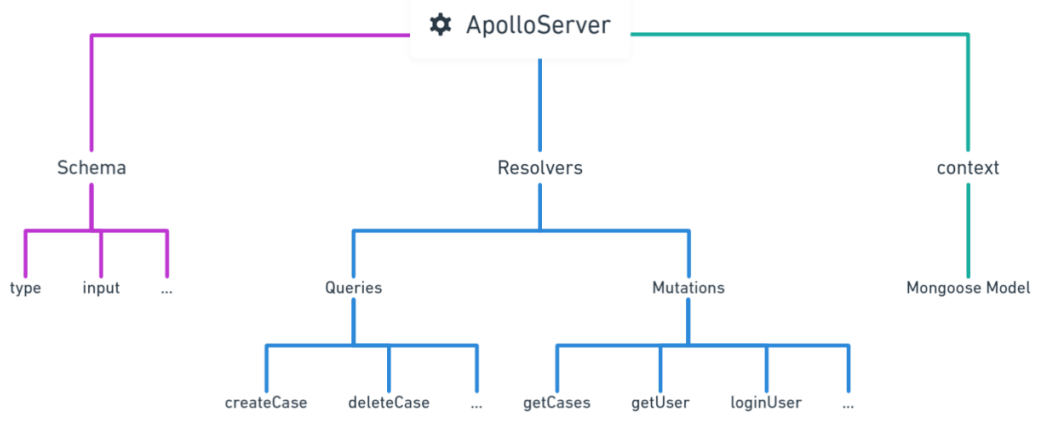 ApolloServer
Schema
Resolvers
context
type
input
...
Queries
Mutations
Mongoose Model
createCase
deleteCase
...
getCases
getUser
loginUser
...